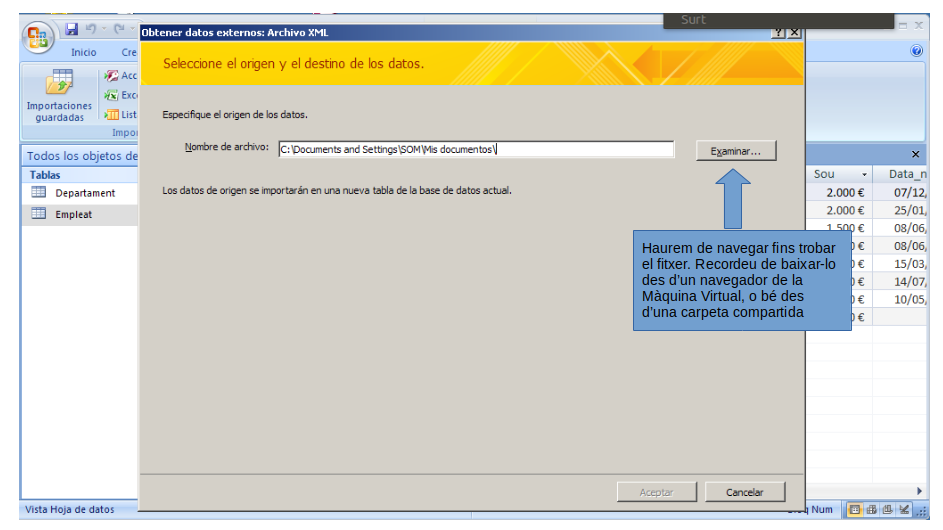 Surt
Obtener datos externos: Archivo XML
Inicio
Cre
Seleccione el origen y el destino de los datos.
Importaciones
guardadas
Acc
Exc
List
Impo
Especifique el origen de los datos.
Nombre de archivo:
C:\Documents and Settings\SOM\Mis documentos\
Examinar...
Los datos de origen se importarán en una nueva tabla de la base de datos actual.
Todos los objetos de
Tablas
Departament
Empleat
Sou
Data_n
2.000 €
07/12,
2.000 €
25/01,
1.500 €
08/06,
0 €
08/06,
0 €
15/03,
0 €
14/07,
0 €
10/05,
0 €
Haurem de navegar fins trobar
el fitxer. Recordeu de baixar-lo
des d'un navegador de la
Màquina Virtual, o bé des
d'una carpeta compartida
Aceptar
Cancelar
Vista Hoja de datos
Num